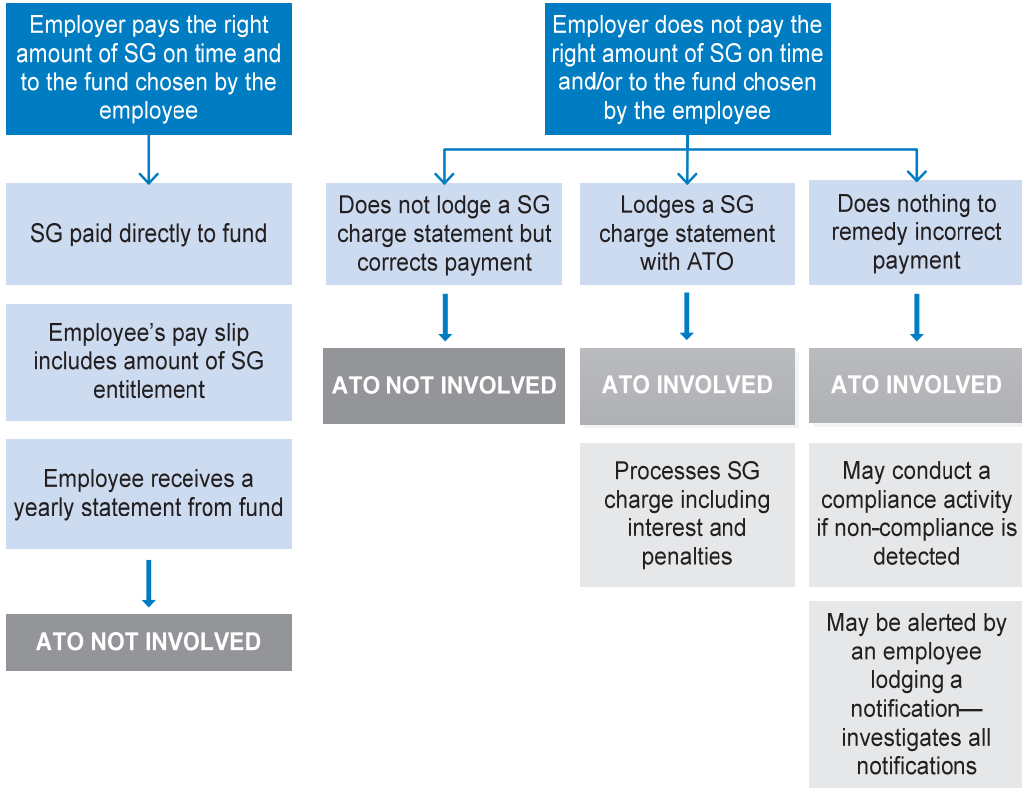 Employer pays the right
amount of SG on time and
to the fund chosen by the
employee
SG paid directly to fund
Employee’s pay slip
includes amount of SG
entitlement
Employee receives a
yearly statement from fund
ATO NOT INVOLVED
Employer does not pay the
right amount of SG on time
and/or to the fund chosen
by the employee
Does not lodge a SG
charge statement but
corrects payment
ATO NOT INVOLVED
Lodges a SG
charge statement
with ATO
ATO INVOLVED
Processes SG
charge including
interest and
penalties
Does nothing to
remedy incorrect
payment
ATO INVOLVED
May conduct a
compliance activity
if non-compliance is
detected
May be alerted by
an employee
lodging a
notification—
investigates all
notifications